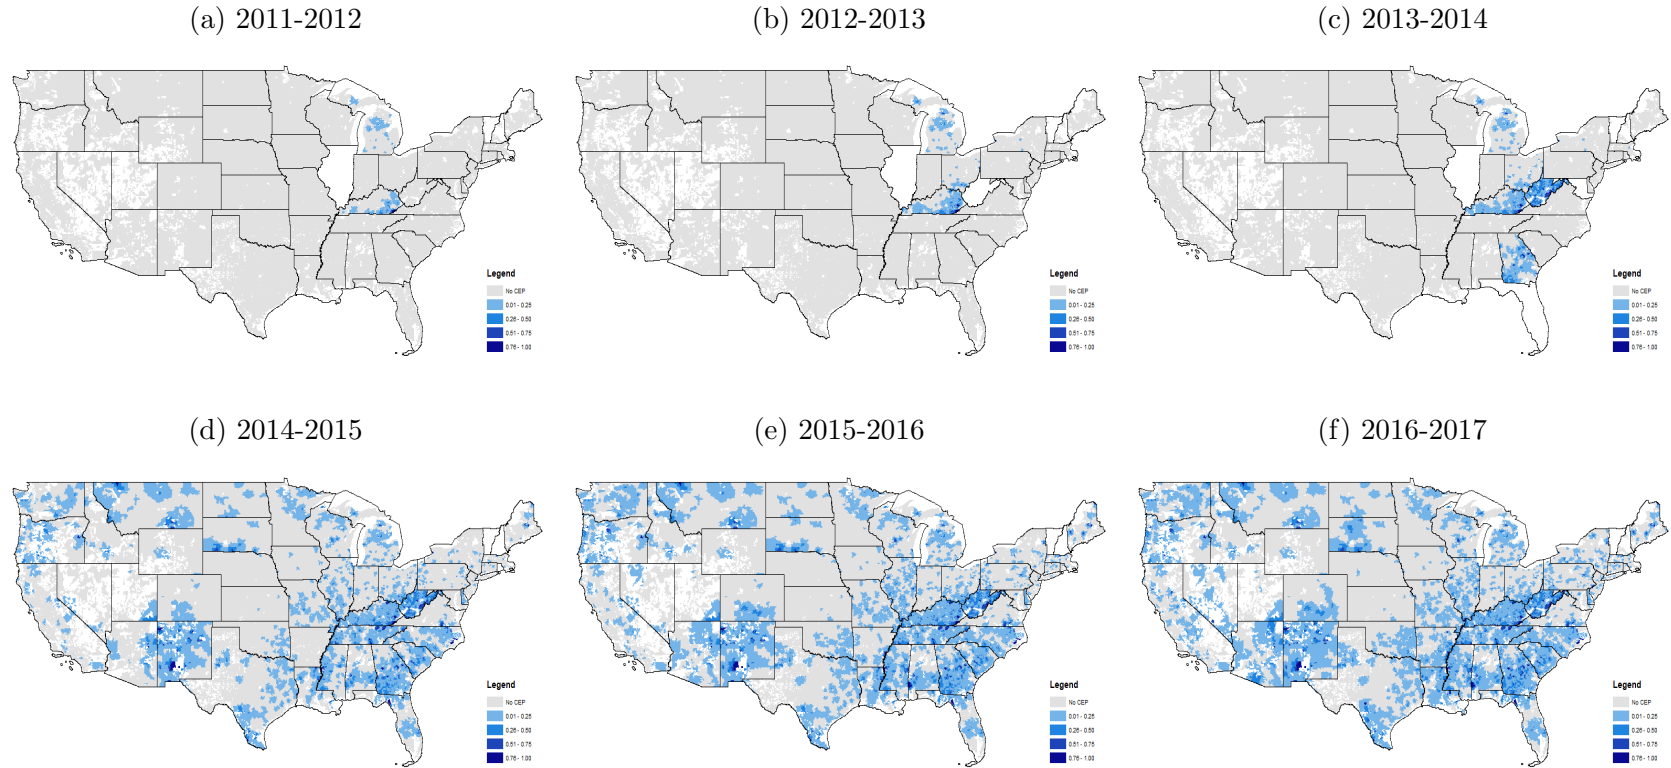 (a) 2011-2012
(b) 2012-2013
(c) 2013-2014
Legend
No CEP
0.01 - 0.25
0.26 - 0.50
0.51 - 0.75
0.76 - 1.00
Legend
No CEP
0.01 - 0.25
0.26 - 0.50
0.51 - 0.75
0.76 - 1.00
Legend
No CEP
0.01 - 0.25
0.26 - 0.50
0.51 - 0.75
0.76 - 1.00
(d) 2014-2015
(e) 2015-2016
(f) 2016-2017
Legend
No CEP
0.01 - 0.25
0.26 - 0.50
0.51 - 0.75
0.76 - 1.00
Legend
No CEP
0.01 - 0.25
0.26 - 0.50
0.51 - 0.75
0.76 - 1.00
Legend
No CEP
0.01 - 0.25
0.26 - 0.50
0.51 - 0.75
0.76 - 1.00